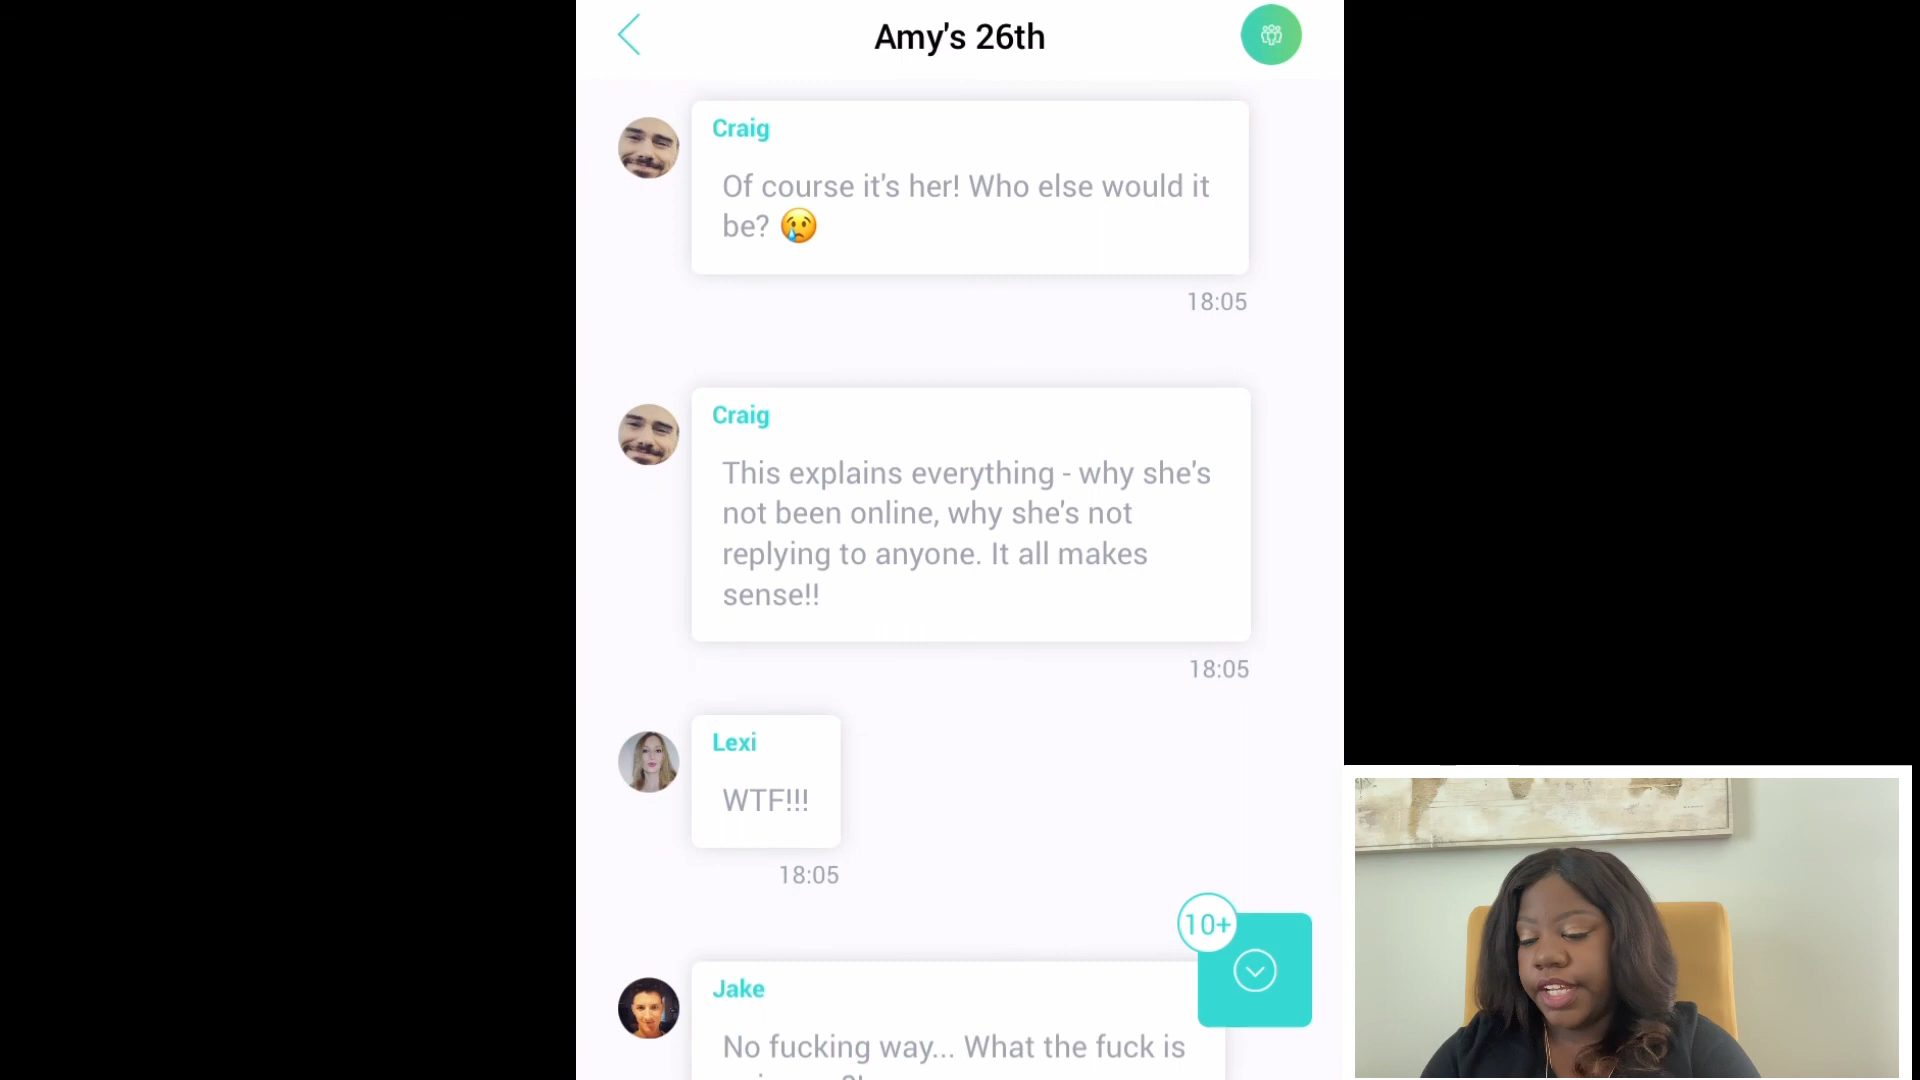 Amy's 26th
Craig
Of course it's her! Who else would it
be? 😢
18:05
Craig
This explains everything - why she's
not been online, why she's not
replying to anyone. It all makes
sense!!
18:05
Lexi
WTF!!!
18:05
10+
Jake
No fucking way... What the fuck is